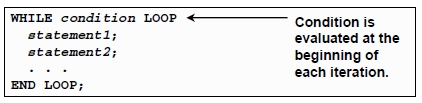 WHILE condition LOOP
statement1;
statement2;
. . .
END LOOP;
Condition is
evaluated at the
beginning of
each iteration.